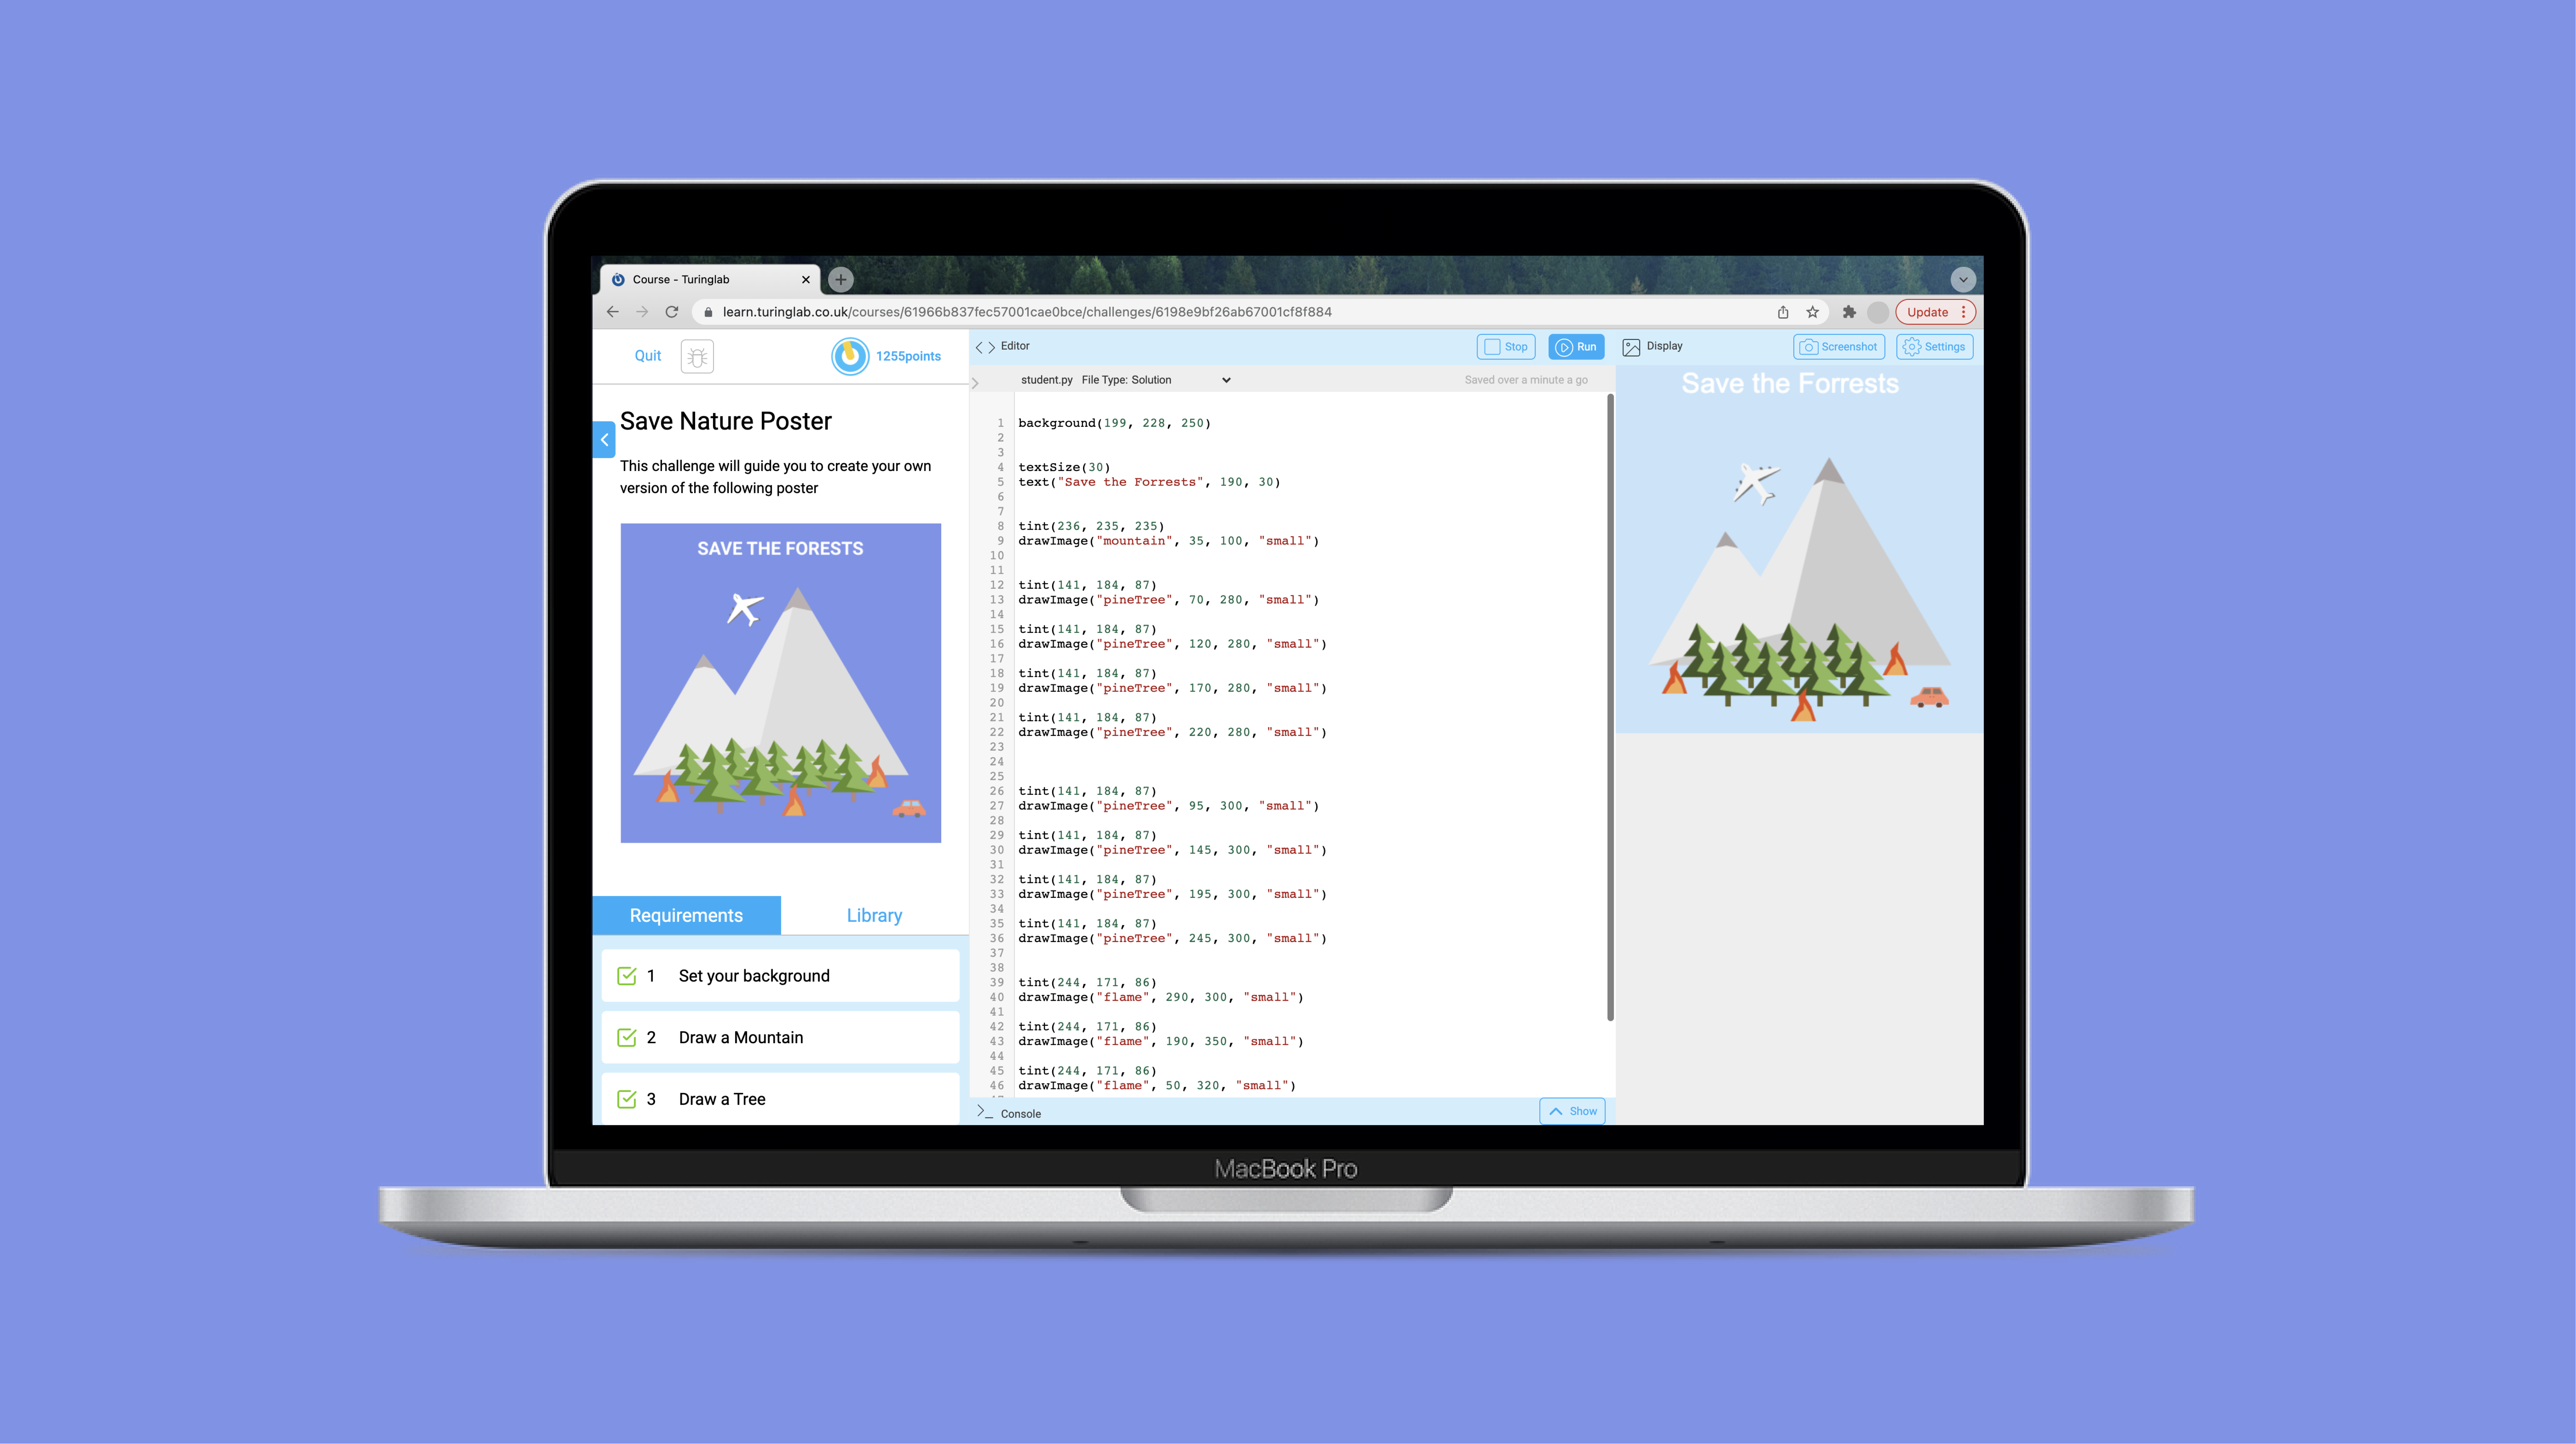 Course - Turinglab
learn.turinglab.co.uk/courses/61966b837fec57001cae0bce/challenges/6198e9bf26ab67001cf8f884
Update
Quit
1255points
Save Nature Poster
This challenge will guide you to create your own
version of the following poster
SAVE THE FORESTS
Requirements
Library
1 Set your background
2 Draw a Mountain
3 Draw a Tree
Editor
Stop
Run
student.py File Type: Solution
Saved over a minute a go
1 background(199, 228, 250)
2
3
4 textSize(30)
5 text("Save the Forrests", 190, 30)
6
7
8 tint(236, 235, 235)
9 drawImage("mountain", 35, 100, "small")
10
11
12 tint(141, 184, 87)
13 drawImage("pineTree", 70, 280, "small")
14
15 tint(141, 184, 87)
16 drawImage("pineTree", 120, 280, "small")
17
18 tint(141, 184, 87)
19 drawImage("pineTree", 170, 280, "small")
20
21 tint(141, 184, 87)
22 drawImage("pineTree", 220, 280, "small")
23
24
25
26 tint(141, 184, 87)
27 drawImage("pineTree", 95, 300, "small")
28
29 tint(141, 184, 87)
30 drawImage("pineTree", 145, 300, "small")
31
32 tint(141, 184, 87)
33 drawImage("pineTree", 195, 300, "small")
34
35 tint(141, 184, 87)
36 drawImage("pineTree", 245, 300, "small")
37
38
39 tint(244, 171, 86)
40 drawImage("flame", 290, 300, "small")
41
42 tint(244, 171, 86)
43 drawImage("flame", 190, 350, "small")
44
45 tint(244, 171, 86)
46 drawImage("flame", 50, 320, "small")
Console
Show
Display
Screenshot
Settings
Save the Forrests
MacBook Pro